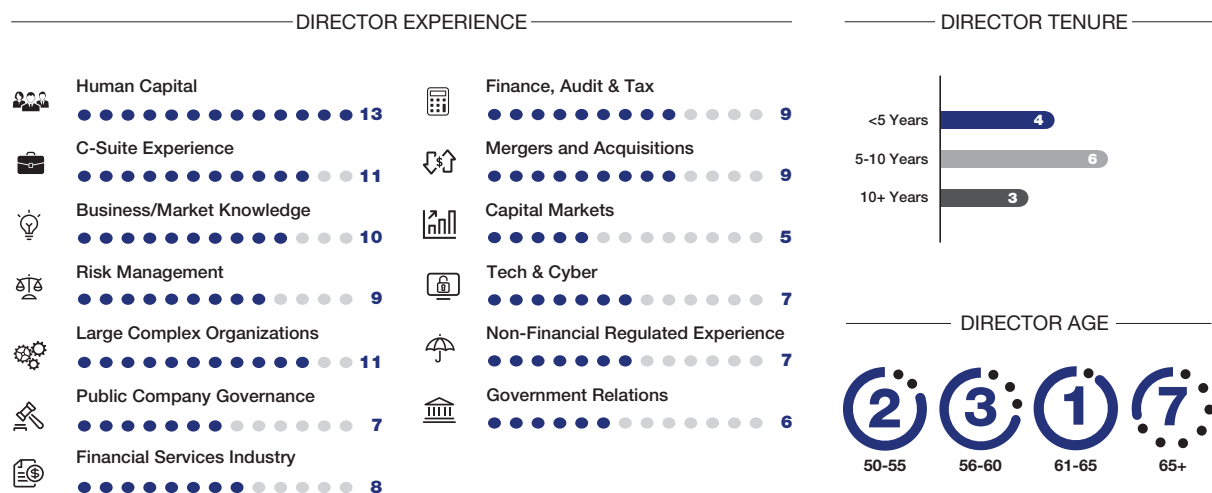 DIRECTOR EXPERIENCE
Human Capital
13
C-Suite Experience
11
Business/Market Knowledge
10
Risk Management
9
Large Complex Organizations
11
Public Company Governance
7
Financial Services Industry
8
Finance, Audit & Tax
9
Mergers and Acquisitions
$
9
Capital Markets
5
Tech & Cyber
7
Non-Financial Regulated Experience
7
Government Relations
6
DIRECTOR TENURE
<5 Years 4
5-10 Years 6
10+ Years 3
DIRECTOR AGE
2 3 1 7
50-55 56-60 61-65 65+